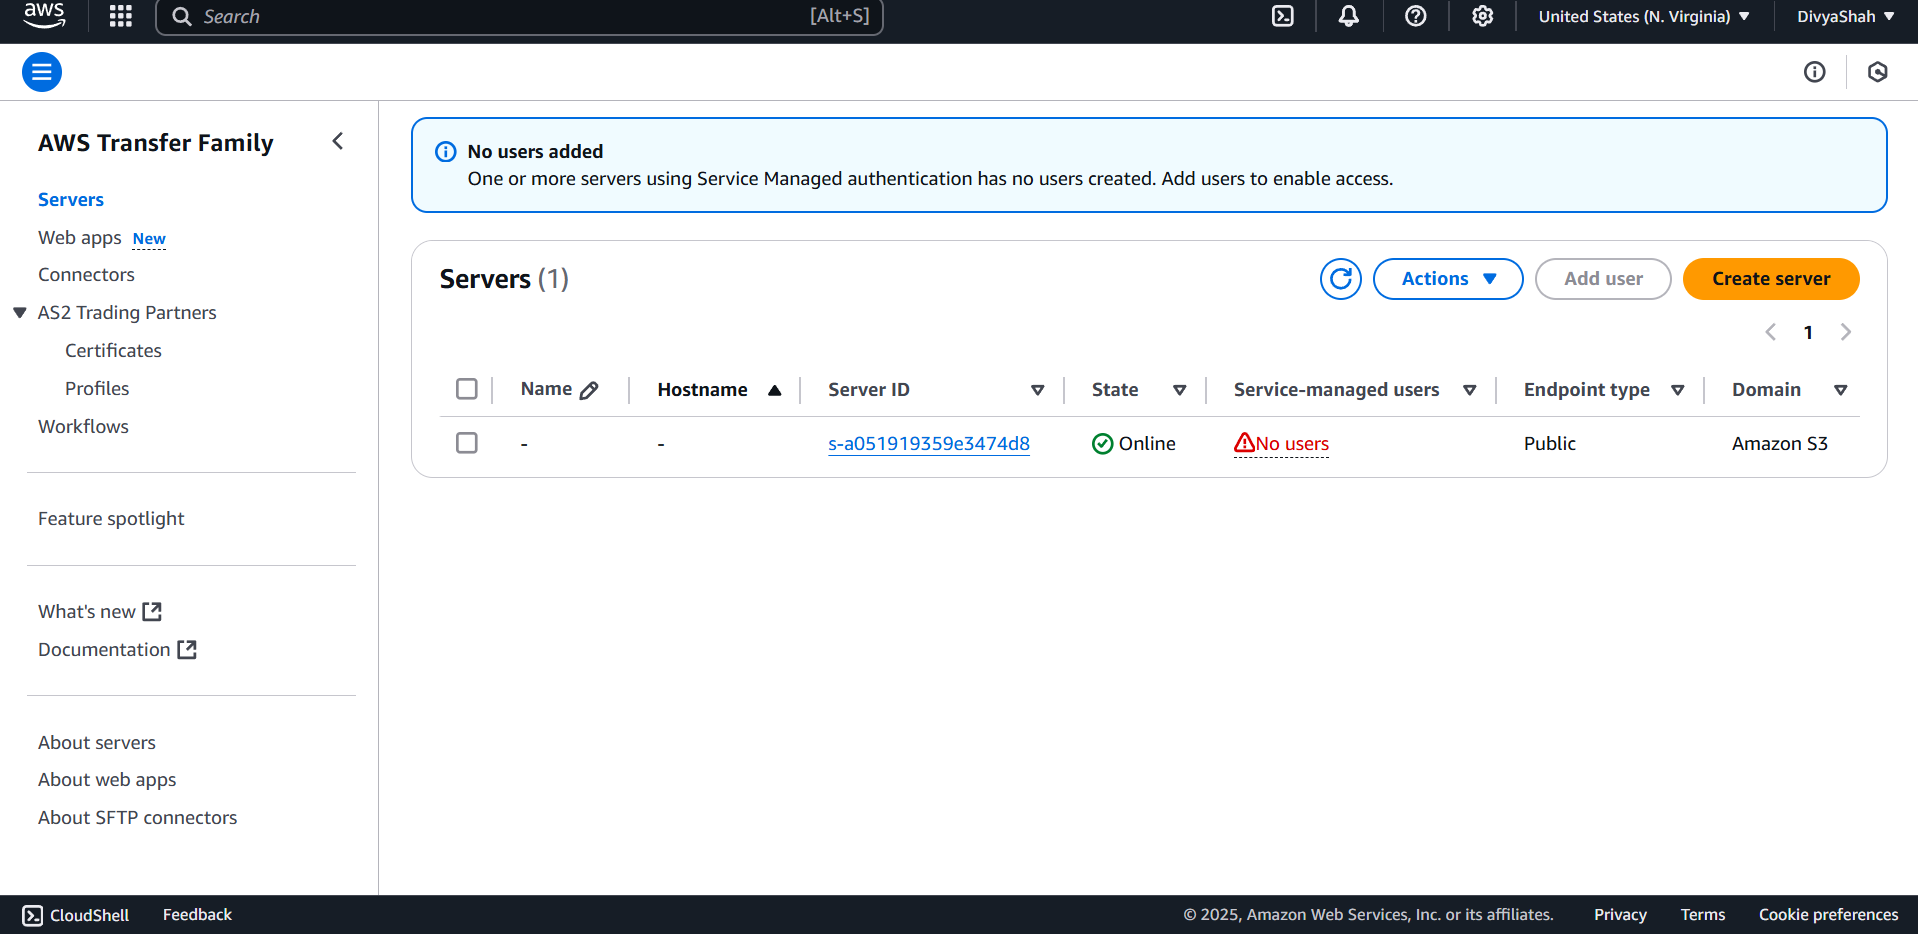 aws Search [Alt+S] United States (N. Virginia) DivyaShah
AWS Transfer Family
Servers
Web apps New
Connectors
AS2 Trading Partners
Certificates
Profiles
Workflows
Feature spotlight
What's new
Documentation
About servers
About web apps
About SFTP connectors
No users added
One or more servers using Service Managed authentication has no users created. Add users to enable access.
Servers (1) Actions Add user Create server
1
Name Hostname Server ID State Service-managed users Endpoint type Domain
- - s-a051919359e3474d8 Online No users Public Amazon S3
CloudShell Feedback © 2025, Amazon Web Services, Inc. or its affiliates. Privacy Terms Cookie preferences